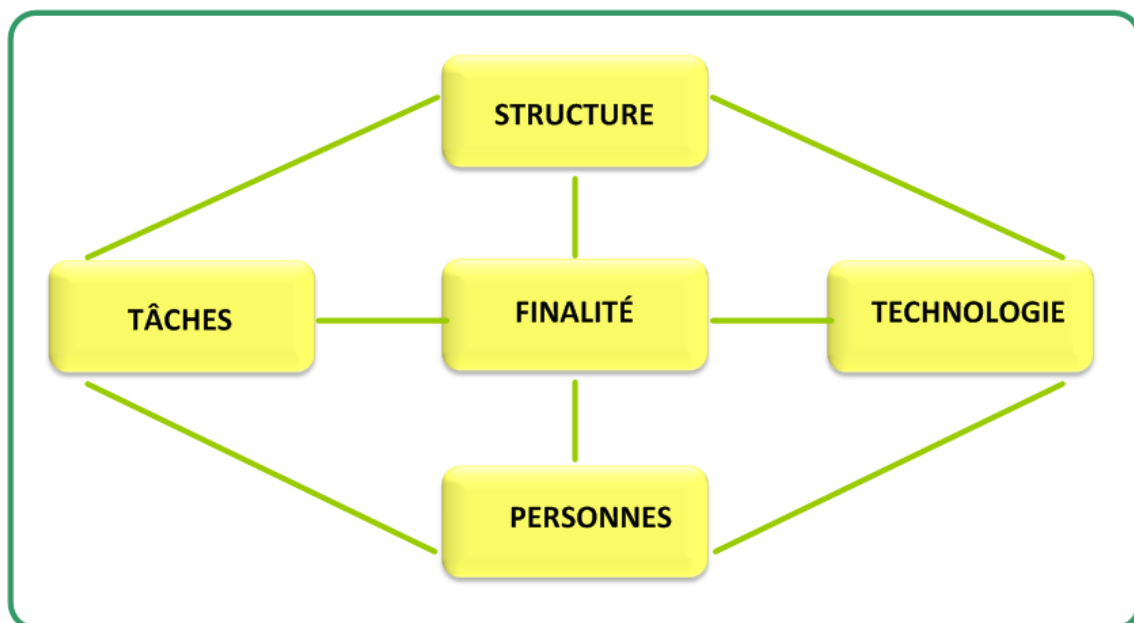 STRUCTURE
TÂCHES
FINALITÉ
TECHNOLOGIE
PERSONNES